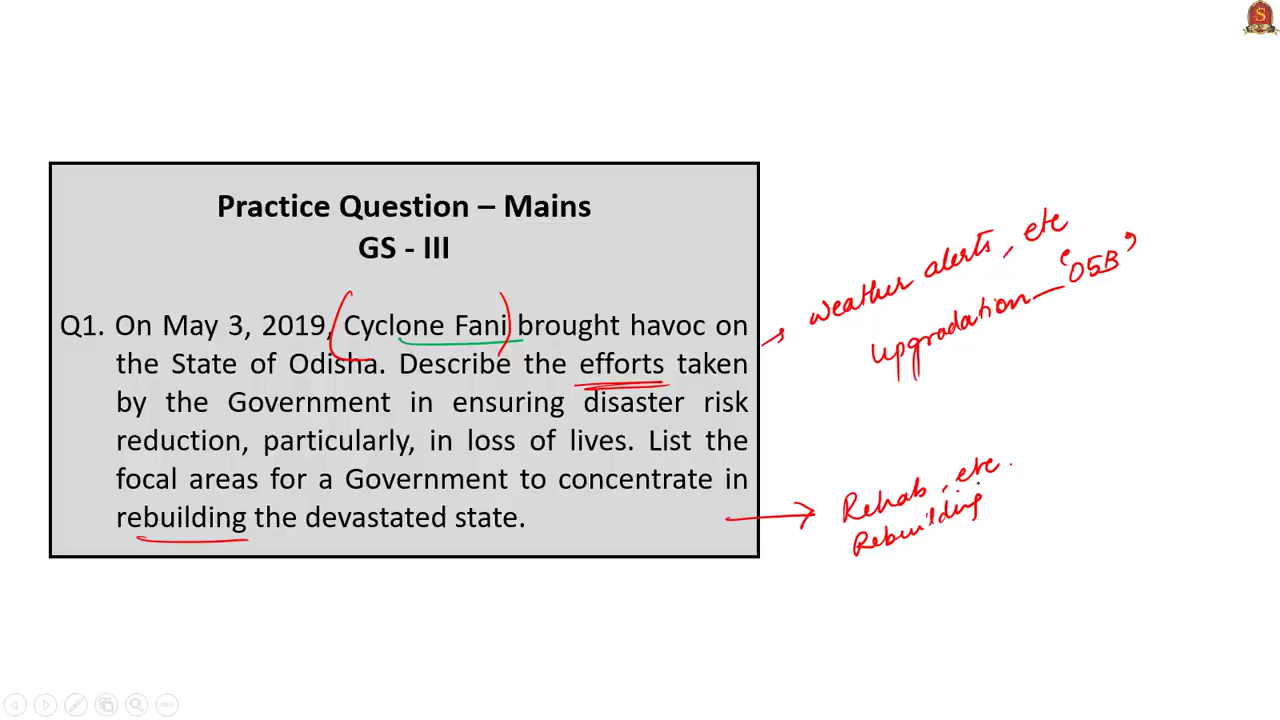 Practice Question – Mains
GS - III
Q1. On May 3, 2019, Cyclone Fani brought havoc on
the State of Odisha. Describe the efforts taken
by the Government in ensuring disaster risk
reduction, particularly, in loss of lives. List the
focal areas for a Government to concentrate in
rebuilding the devastated state.
weather alerts, etc
upgradation — 'O5B'
Rehab, etc.
Rebuilding
S